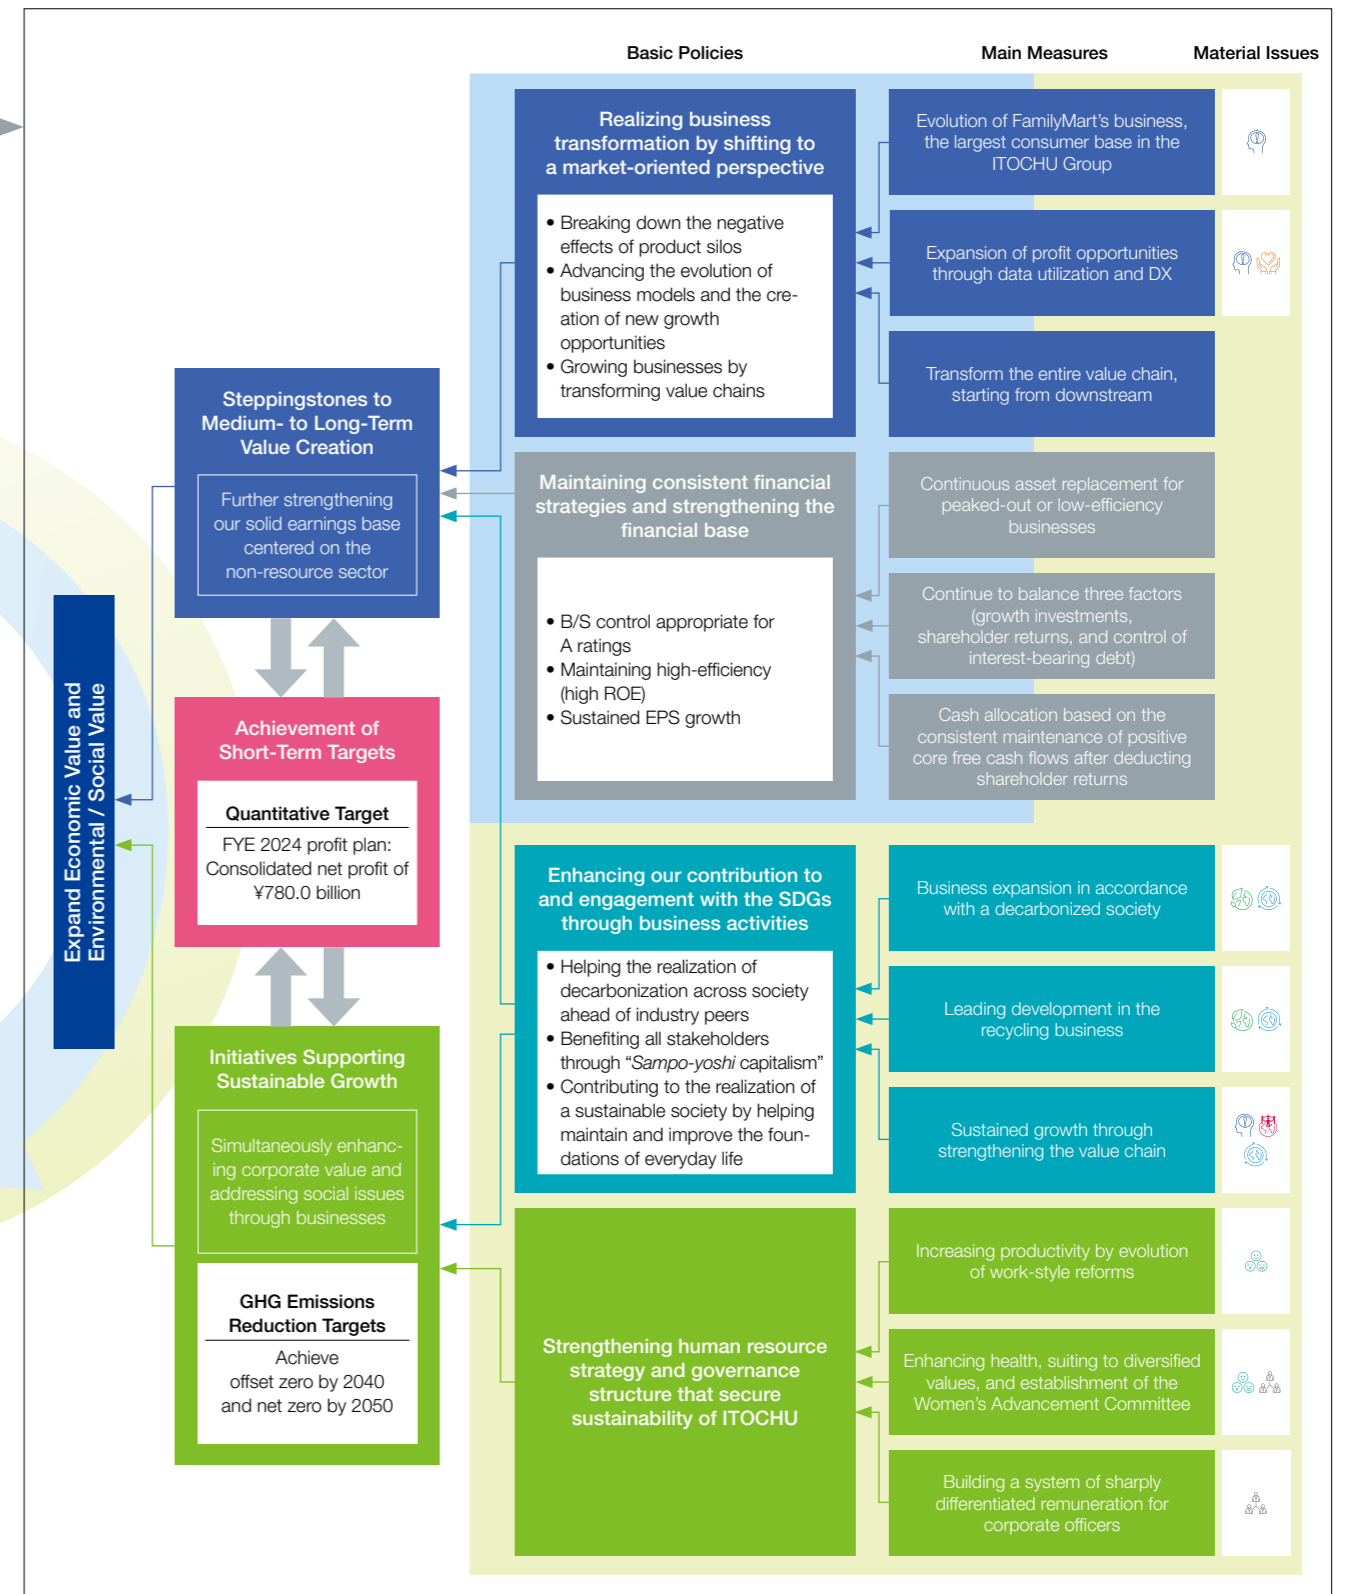 Basic Policies
Main Measures
Material Issues
Realizing business
transformation by shifting to
a market-oriented perspective
• Breaking down the negative
effects of product silos
• Advancing the evolution of
business models and the cre-
ation of new growth
opportunities
• Growing businesses by
transforming value chains
Evolution of FamilyMart's business,
the largest consumer base in the
ITOCHU Group
Expansion of profit opportunities
through data utilization and DX
Transform the entire value chain,
starting from downstream
Steppingstones to
Medium- to Long-Term
Value Creation
Further strengthening
our solid earnings base
centered on the
non-resource sector
Maintaining consistent financial
strategies and strengthening the
financial base
• B/S control appropriate for
A ratings
• Maintaining high-efficiency
(high ROE)
• Sustained EPS growth
Continuous asset replacement for
peaked-out or low-efficiency
businesses
Continue to balance three factors
(growth investments,
shareholder returns, and control of
interest-bearing debt)
Cash allocation based on the
consistent maintenance of positive
core free cash flows after deducting
shareholder returns
Expand Economic Value and
Environmental / Social Value
Achievement of
Short-Term Targets
Quantitative Target
FYE 2024 profit plan:
Consolidated net profit of
¥780.0 billion
Enhancing our contribution to
and engagement with the SDGs
through business activities
• Helping the realization of
decarbonization across society
ahead of industry peers
• Benefiting all stakeholders
through “Sampo-yoshi capitalism”
• Contributing to the realization of
a sustainable society by helping
maintain and improve the foun-
dations of everyday life
Business expansion in accordance
with a decarbonized society
Leading development in the
recycling business
Sustained growth through
strengthening the value chain
Initiatives Supporting
Sustainable Growth
Simultaneously enhanc-
ing corporate value and
addressing social issues
through businesses
GHG Emissions
Reduction Targets
Achieve
offset zero by 2040
and net zero by 2050
Strengthening human resource
strategy and governance
structure that secure
sustainability of ITOCHU
Increasing productivity by evolution
of work-style reforms
Enhancing health, suiting to diversified
values, and establishment of the
Women's Advancement Committee
Building a system of sharply
differentiated remuneration for
corporate officers